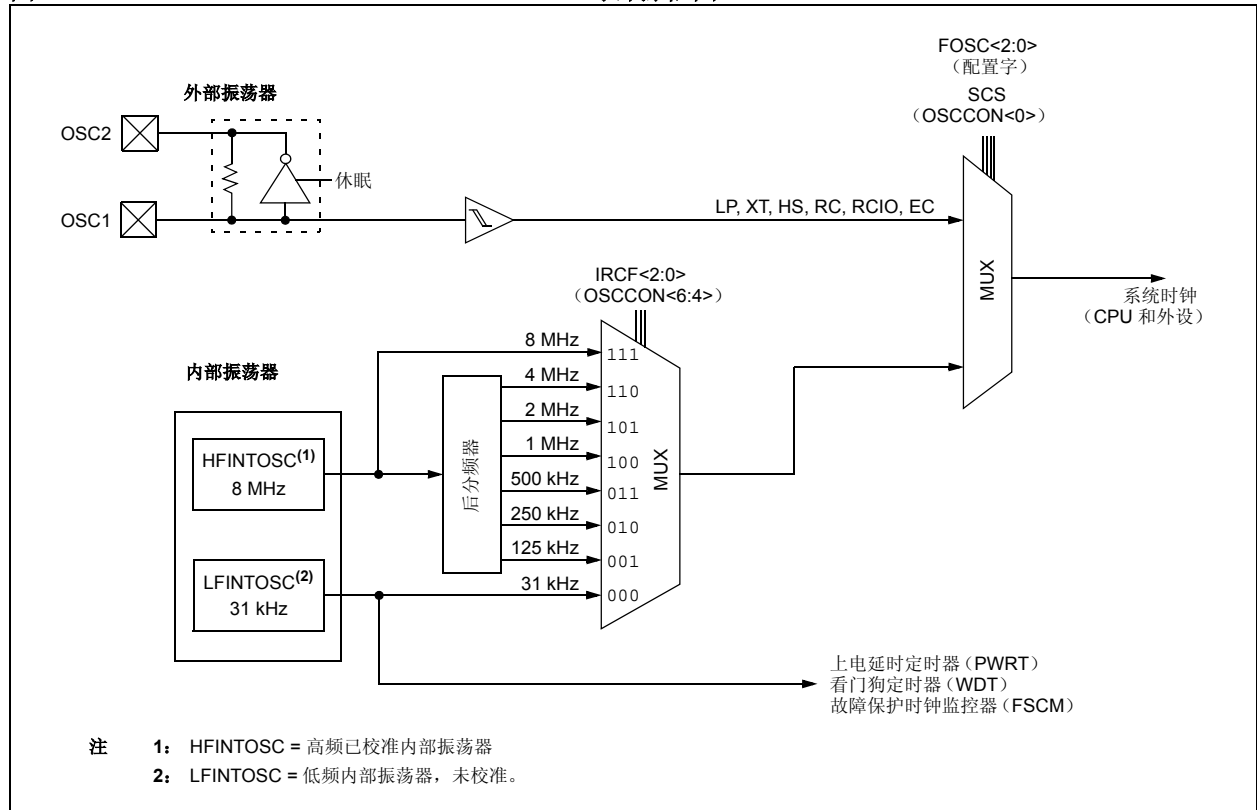 FOSC<2:0>
（配置字）
SCS
（OSCCON<0>）
外部振荡器
OSC2
休眠
OSC1
LP, XT, HS, RC, RCIO, EC
MUX
系统时钟
（CPU 和外设）
IRCF<2:0>
（OSCCON<6:4>）
内部振荡器
HFINTOSC(1)
8 MHz
LFINTOSC(2)
31 kHz
后分频器
8 MHz
111
4 MHz
110
2 MHz
101
1 MHz
100
500 kHz
011
250 kHz
010
125 kHz
001
31 kHz
000
MUX
上电延时定时器（PWRT）
看门狗定时器（WDT）
故障保护时钟监控器（FSCM）
注 1： HFINTOSC = 高频已校准内部振荡器
2： LFINTOSC = 低频内部振荡器，未校准。